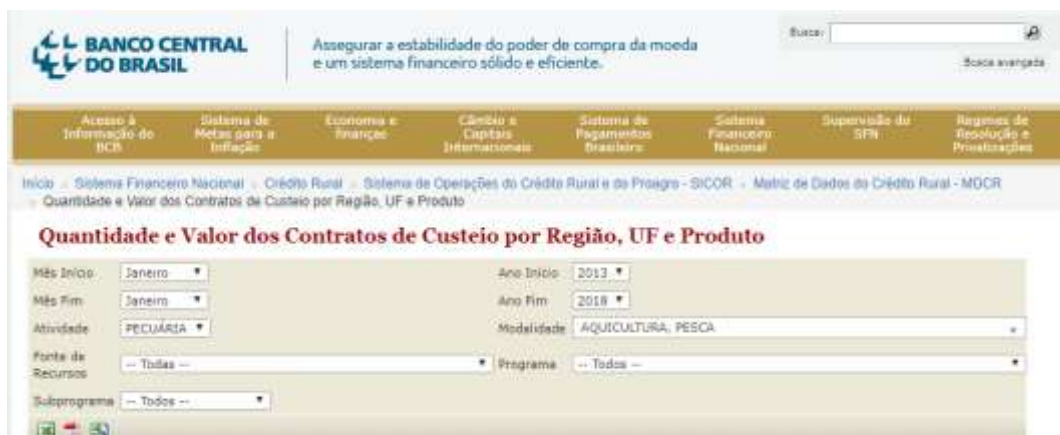 BANCO CENTRAL
DO BRASIL
Assegurar a estabilidade do poder de compra da moeda
e um sistema financeiro sólido e eficiente.
Busca:
Busca avançada
Acesso à
Informação do
BCB
Sistema de
Metas para a
Inflação
Economia e
finanças
Câmbio e
Capitais
Internacionais
Sistema de
Pagamentos
Brasileiro
Sistema
Financeiro
Nacional
Supervisão do
SFN
Regimes de
Resolução e
Privatizações
Início Sistema Financeiro Nacional Crédito Rural Sistema de Operações do Crédito Rural e do Proagro - SICOR Matriz de Dados do Crédito Rural - MDCR
Quantidade e Valor dos Contratos de Custeio por Região, UF e Produto
Quantidade e Valor dos Contratos de Custeio por Região, UF e Produto
Mês Início Janeiro Ano Início 2013
Mês Fim Janeiro Ano Fim 2018
Atividade PECUÁRIA Modalidade AQUICULTURA, PESCA
Fonte de
Recursos -- Todas -- Programa -- Todos --
Subprograma -- Todos --